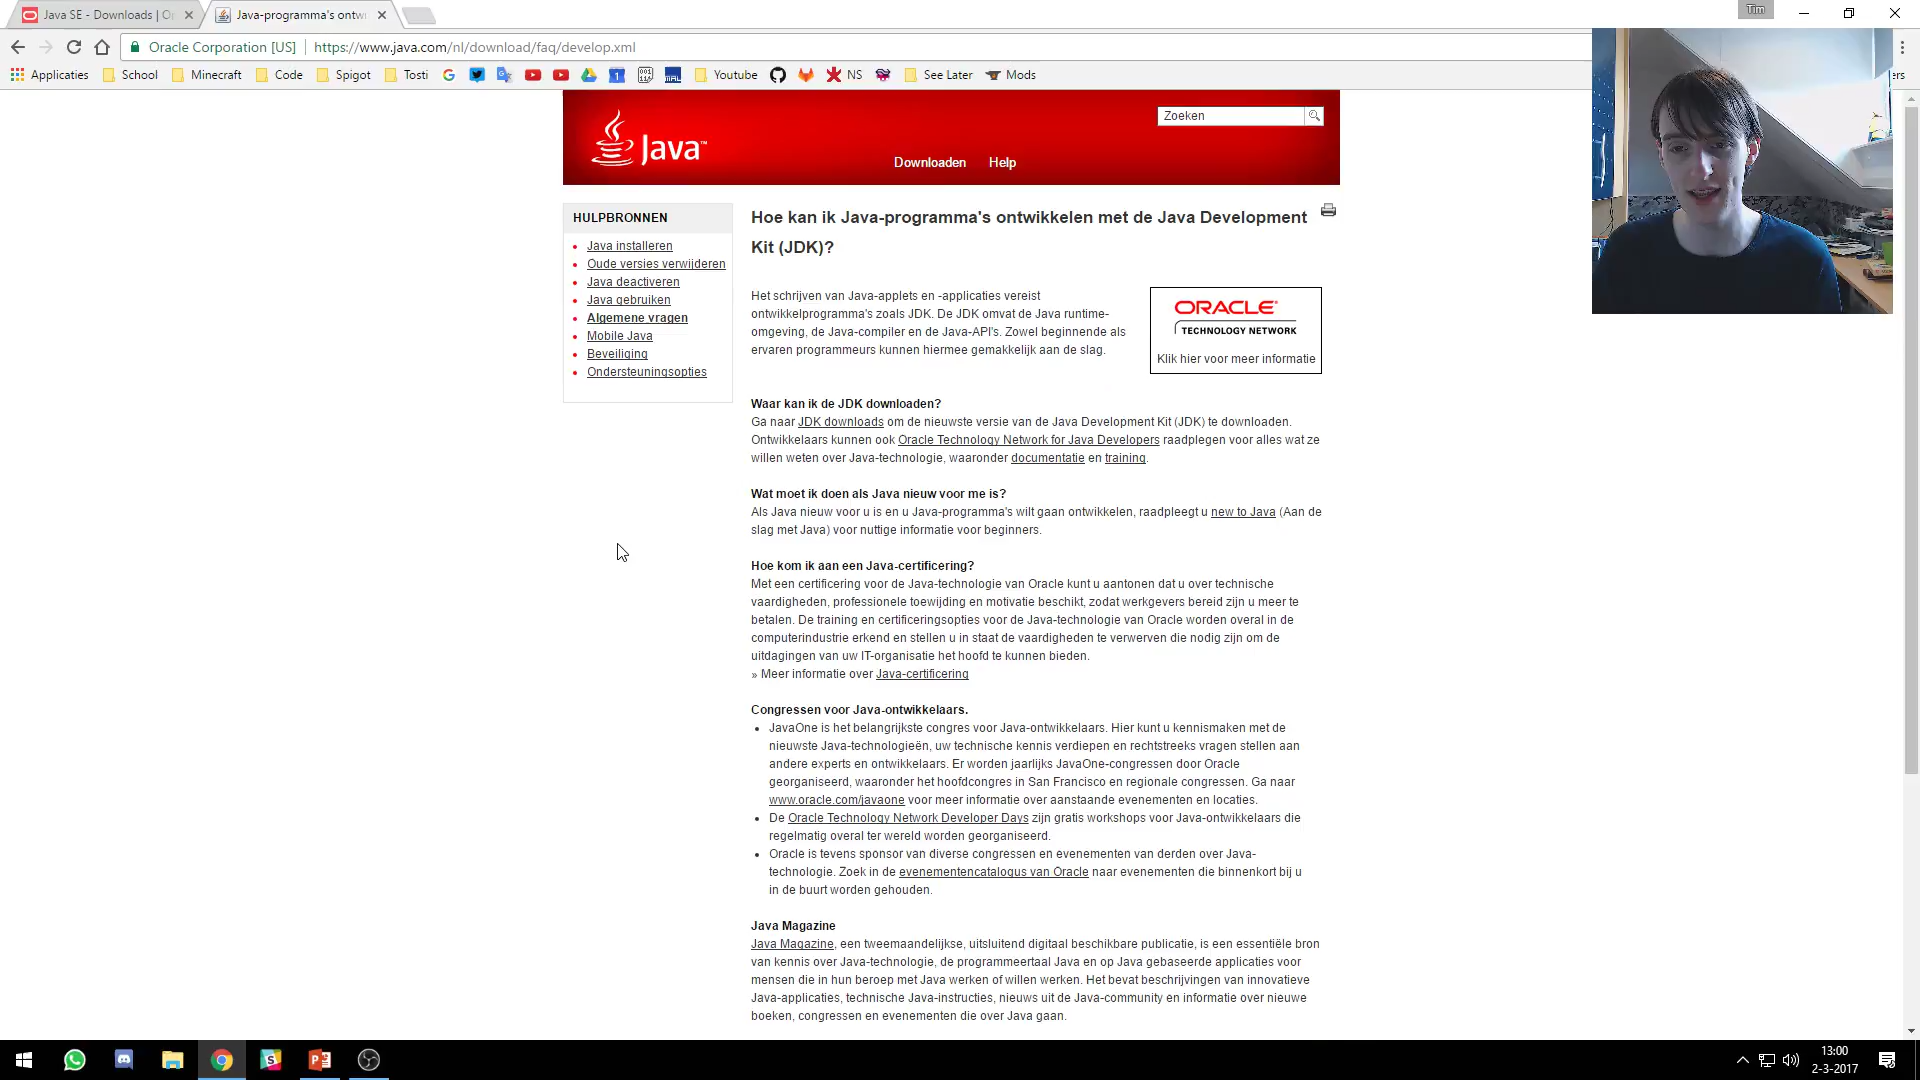 Java SE - Downloads | Or
Java-programma's ontwi
Tim
Oracle Corporation [US]
https://www.java.com/nl/download/faq/develop.xml
Applicaties
School
Minecraft
Code
Spigot
Tosti
Youtube
NS
See Later
Mods
ers
Java™
Zoeken
Downloaden
Help
HULPBRONNEN
Java installeren
Oude versies verwijderen
Java deactiveren
Java gebruiken
Algemene vragen
Mobile Java
Beveiliging
Ondersteuningsopties
Hoe kan ik Java-programma's ontwikkelen met de Java Development
Kit (JDK)?
Het schrijven van Java-applets en -applicaties vereist
ontwikkelprogramma's zoals JDK. De JDK omvat de Java runtime-
omgeving, de Java-compiler en de Java-API's. Zowel beginnende als
ervaren programmeurs kunnen hiermee gemakkelijk aan de slag.
ORACLE®
TECHNOLOGY NETWORK
Klik hier voor meer informatie
Waar kan ik de JDK downloaden?
Ga naar JDK downloads om de nieuwste versie van de Java Development Kit (JDK) te downloaden.
Ontwikkelaars kunnen ook Oracle Technology Network for Java Developers raadplegen voor alles wat ze
willen weten over Java-technologie, waaronder documentatie en training.
Wat moet ik doen als Java nieuw voor me is?
Als Java nieuw voor u is en u Java-programma's wilt gaan ontwikkelen, raadpleegt u new to Java (Aan de
slag met Java) voor nuttige informatie voor beginners.
Hoe kom ik aan een Java-certificering?
Met een certificering voor de Java-technologie van Oracle kunt u aantonen dat u over technische
vaardigheden, professionele toewijding en motivatie beschikt, zodat werkgevers bereid zijn u meer te
betalen. De training en certificeringsopties voor de Java-technologie van Oracle worden overal in de
computerindustrie erkend en stellen u in staat de vaardigheden te verwerven die nodig zijn om de
uitdagingen van uw IT-organisatie het hoofd te kunnen bieden.
» Meer informatie over Java-certificering
Congressen voor Java-ontwikkelaars.
JavaOne is het belangrijkste congres voor Java-ontwikkelaars. Hier kunt u kennismaken met de
nieuwste Java-technologieën, uw technische kennis verdiepen en rechtstreeks vragen stellen aan
andere experts en ontwikkelaars. Er worden jaarlijks JavaOne-congressen door Oracle
georganiseerd, waaronder het hoofdcongres in San Francisco en regionale congressen. Ga naar
www.oracle.com/javaone voor meer informatie over aanstaande evenementen en locaties.
De Oracle Technology Network Developer Days zijn gratis workshops voor Java-ontwikkelaars die
regelmatig overal ter wereld worden georganiseerd.
Oracle is tevens sponsor van diverse congressen en evenementen van derden over Java-
technologie. Zoek in de evenementencatalogus van Oracle naar evenementen die binnenkort bij u
in de buurt worden gehouden.
Java Magazine
Java Magazine, een tweemaandelijkse, uitsluitend digitaal beschikbare publicatie, is een essentiële bron
van kennis over Java-technologie, de programmeertaal Java en op Java gebaseerde applicaties voor
mensen die in hun beroep met Java werken of willen werken. Het bevat beschrijvingen van innovatieve
Java-applicaties, technische Java-instructies, nieuws uit de Java-community en informatie over nieuwe
boeken, congressen en evenementen die over Java gaan.
13:00
2-3-2017